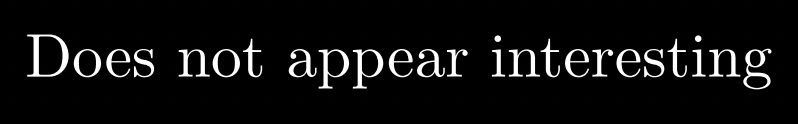 Does not appear interesting